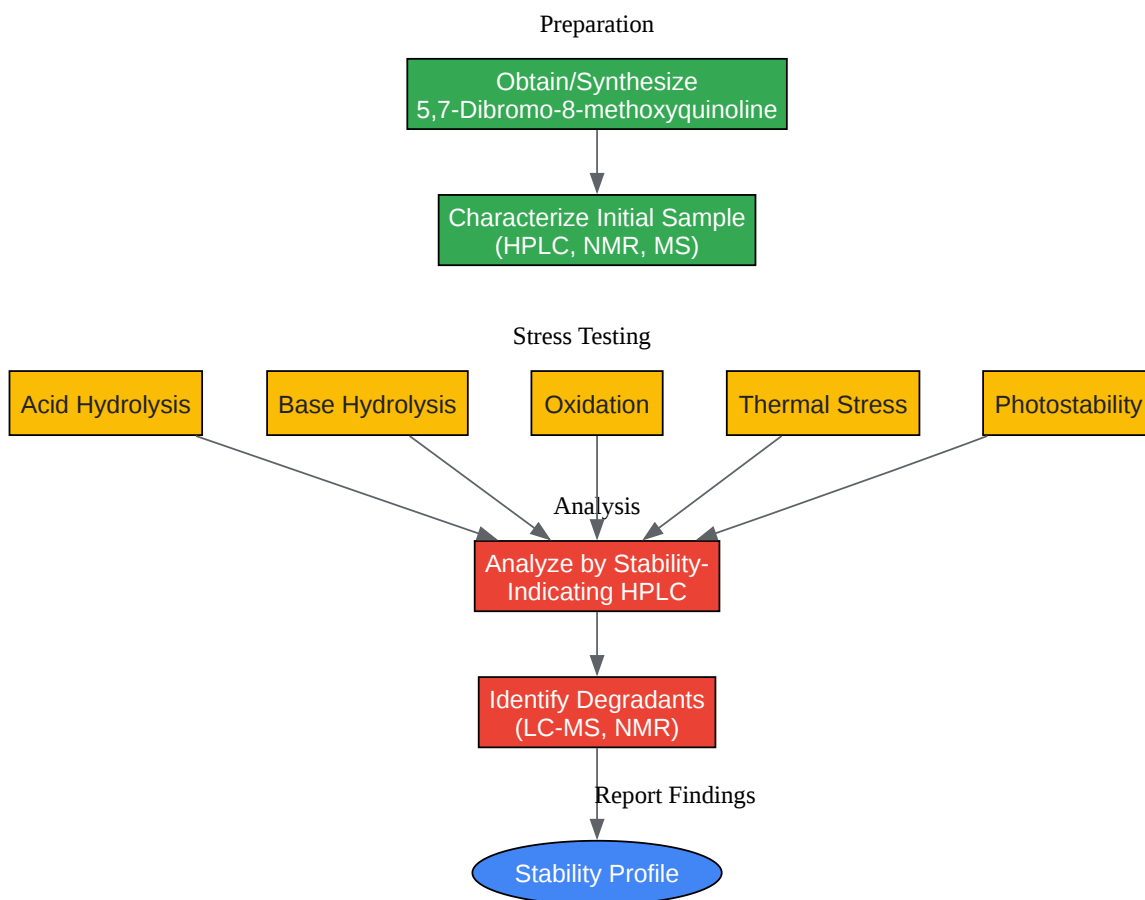 Preparation
Obtain/Synthesize
5,7-Dibromo-8-methoxyquinoline
Characterize Initial Sample
(HPLC, NMR, MS)
Stress Testing
Acid Hydrolysis
Base Hydrolysis
Oxidation
Thermal Stress
Photostability
Analysis
Analyze by Stability-
Indicating HPLC
Identify Degradants
(LC-MS, NMR)
Report Findings
Stability Profile